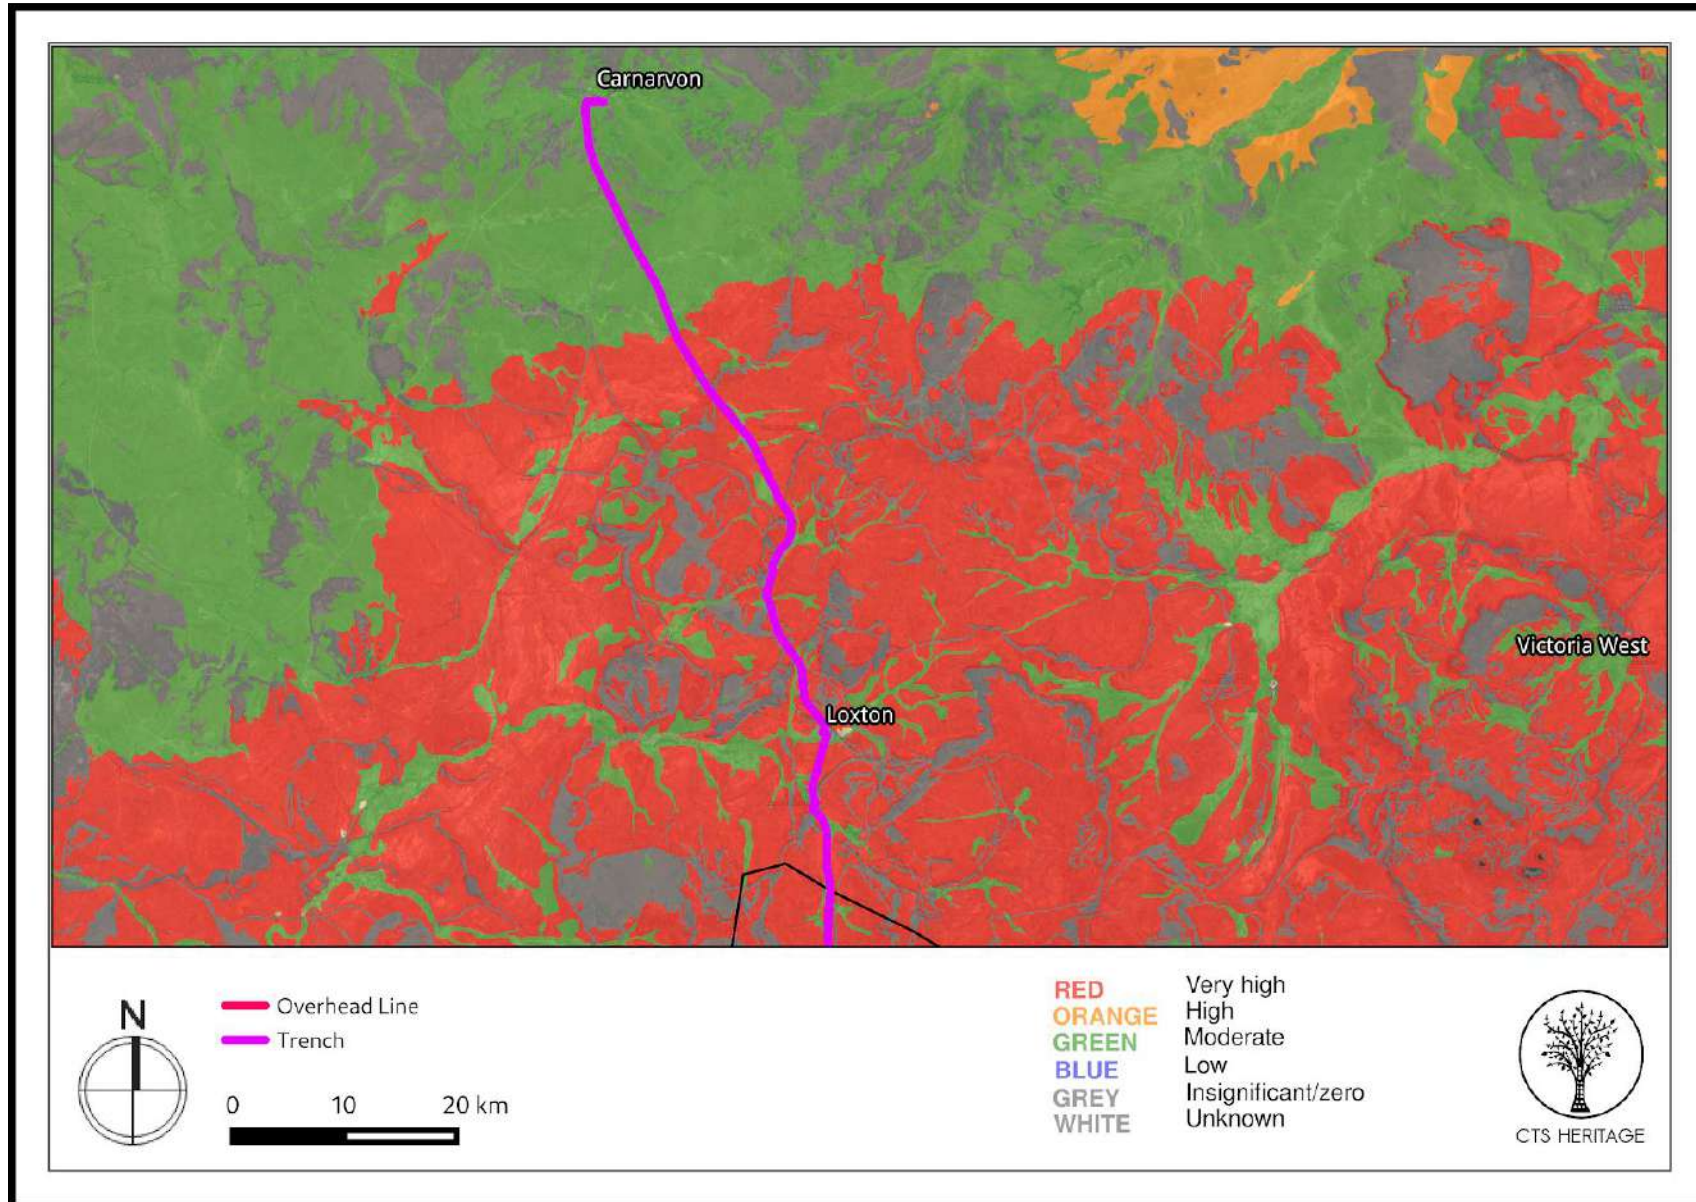 Carnarvon
Victoria West
Loxton
N
Overhead Line
Trench
0 10 20 km
RED Very high
ORANGE High
GREEN Moderate
BLUE Low
GREY Insignificant/zero
WHITE Unknown
CTS HERITAGE